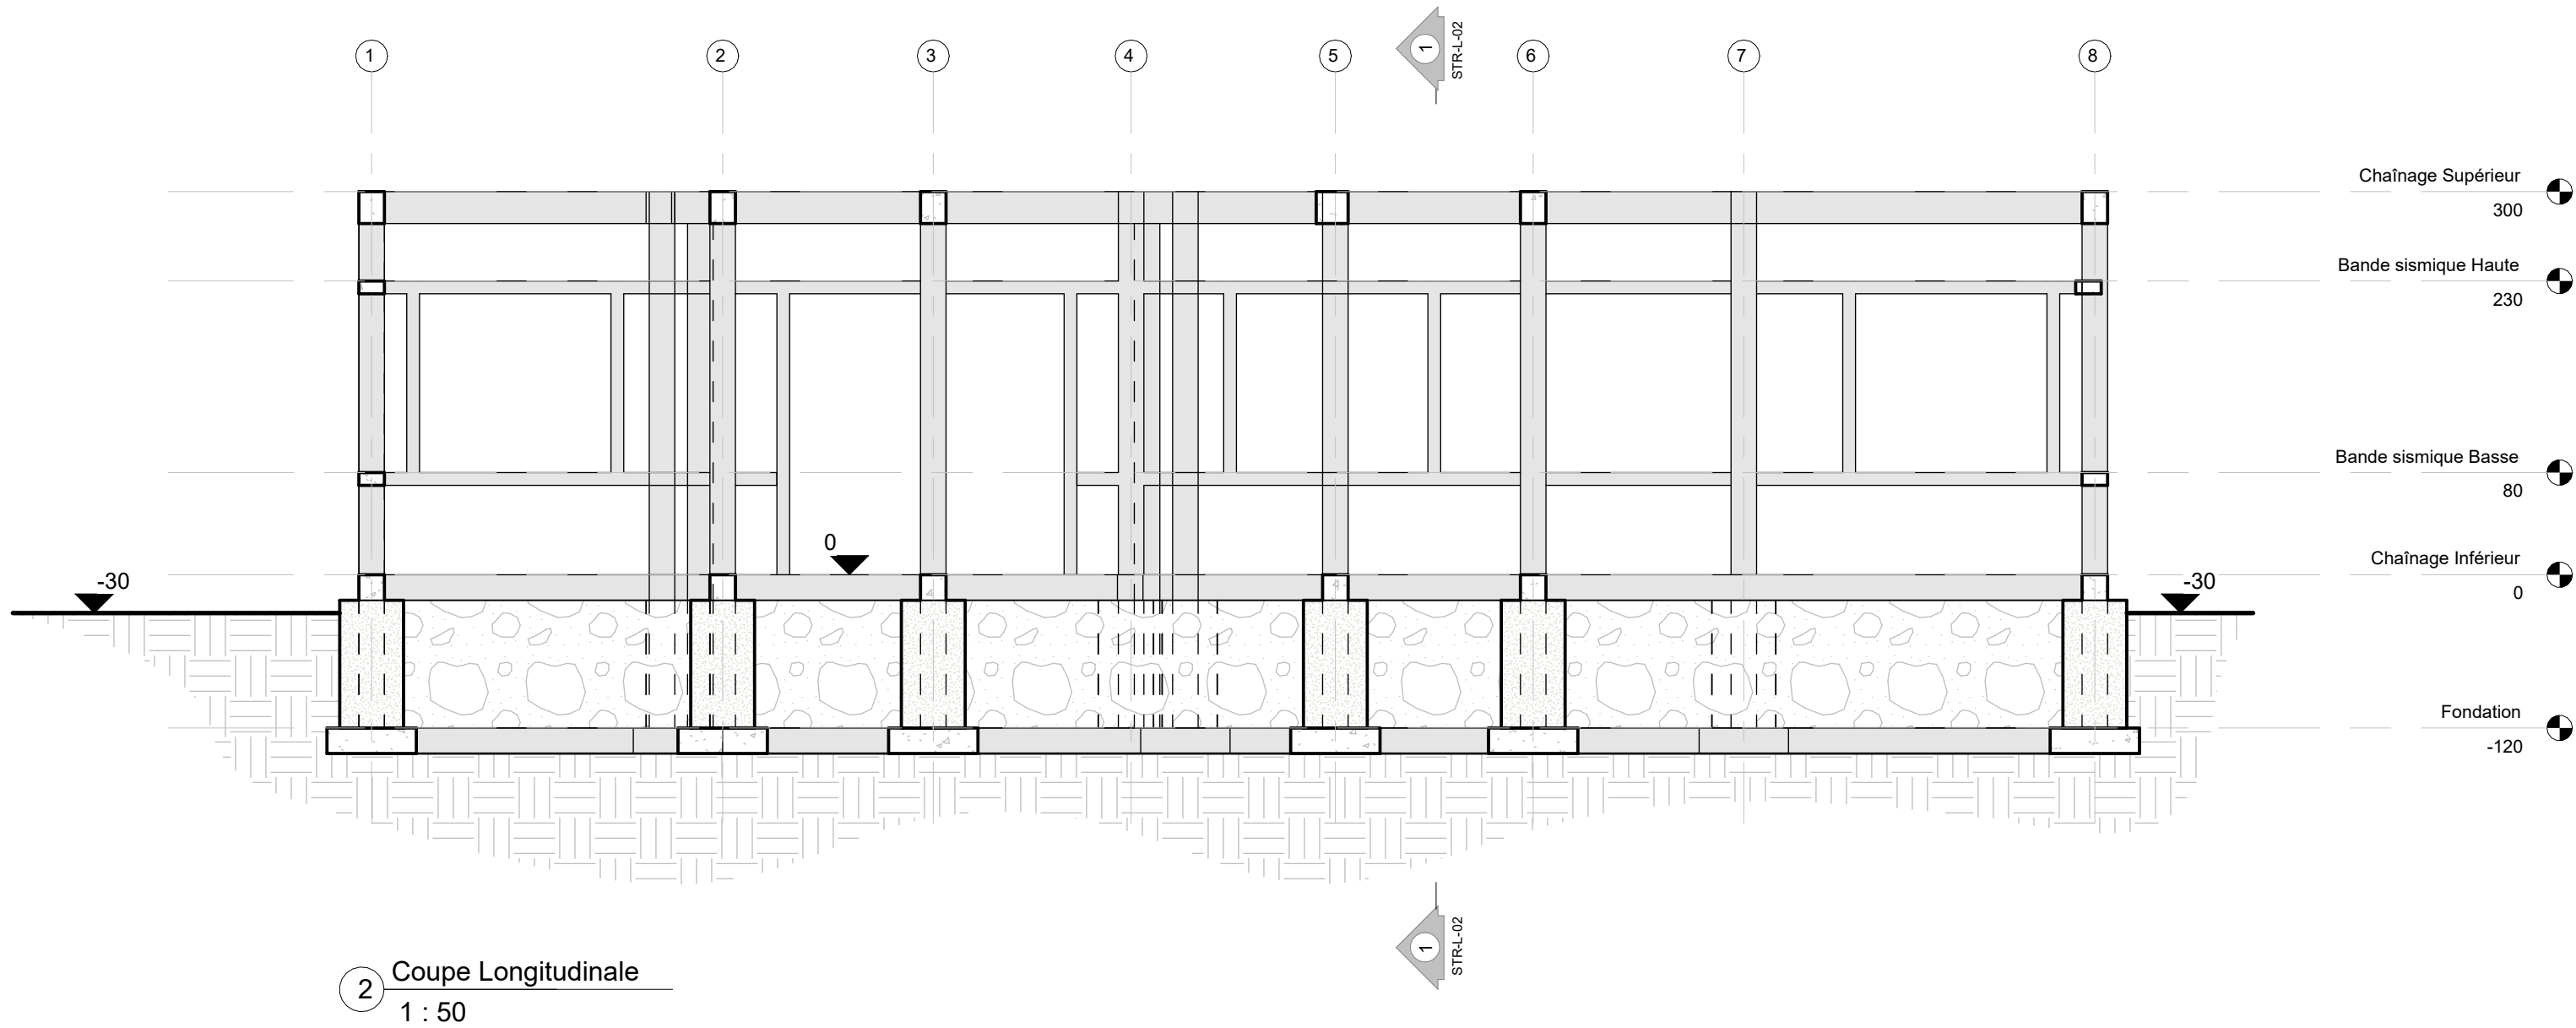 1 2 3 4 5 6 7 8
1
STR-L-02
Chaînage Supérieur
300
Bande sismique Haute
230
Bande sismique Basse
80
Chaînage Inférieur
0
0
-30
-30
Fondation
-120
1
STR-L-02
2 Coupe Longitudinale
1 : 50